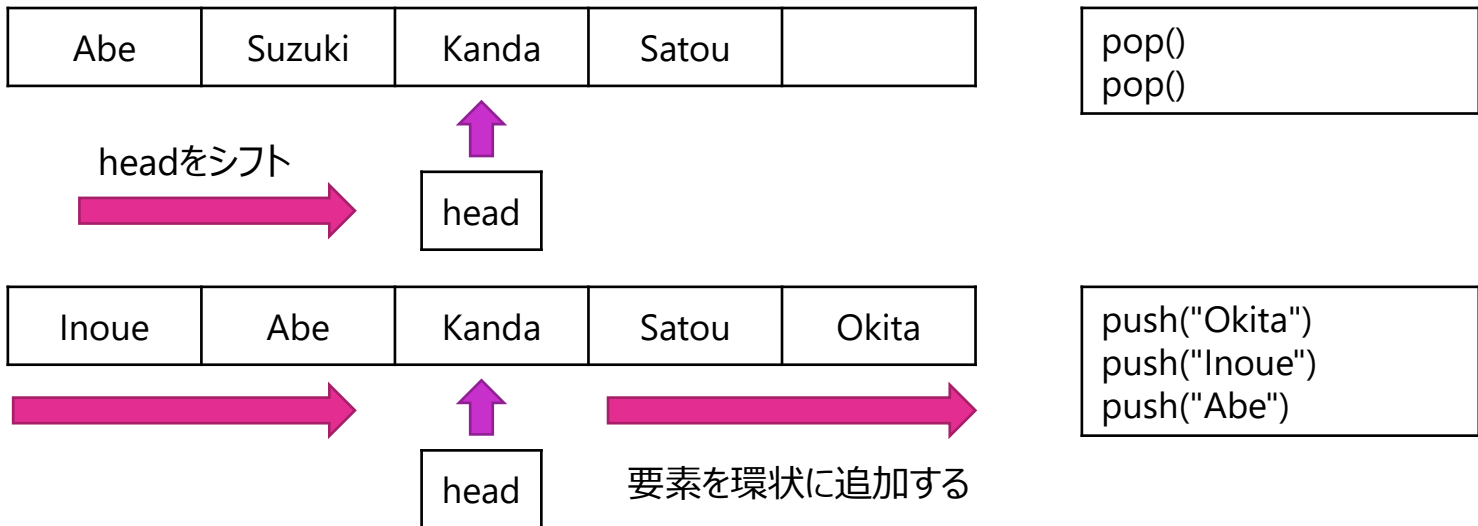 Abe Suzuki Kanda Satou
pop()
pop()
headをシフト
head
Inoue Abe Kanda Satou Okita
push("Okita")
push("Inoue")
push("Abe")
head
要素を環状に追加する